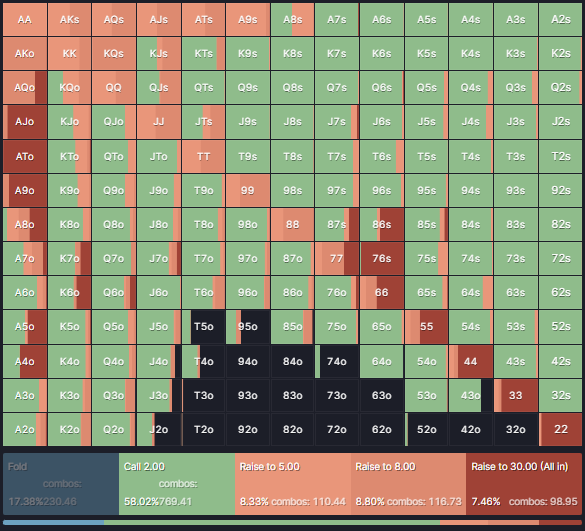 AA AKs AQs AJs ATs A9s A8s A7s A6s A5s A4s A3s A2s
AKo KK KQs KJs KTs K9s K8s K7s K6s K5s K4s K3s K2s
AQo KQo QQ QJs QTs Q9s Q8s Q7s Q6s Q5s Q4s Q3s Q2s
AJo KJo QJo JJ JTs J9s J8s J7s J6s J5s J4s J3s J2s
ATo KTo QTo JTo TT T9s T8s T7s T6s T5s T4s T3s T2s
A9o K9o Q9o J9o T9o 99 98s 97s 96s 95s 94s 93s 92s
A8o K8o Q8o J8o T8o 98o 88 87s 86s 85s 84s 83s 82s
A7o K7o Q7o J7o T7o 97o 87o 77 76s 75s 74s 73s 72s
A6o K6o Q6o J6o T6o 96o 86o 76o 66 65s 64s 63s 62s
A5o K5o Q5o J5o T5o 95o 85o 75o 65o 55 54s 53s 52s
A4o K4o Q4o J4o T4o 94o 84o 74o 64o 54o 44 43s 42s
A3o K3o Q3o J3o T3o 93o 83o 73o 63o 53o 43o 33 32s
A2o K2o Q2o J2o T2o 92o 82o 72o 62o 52o 42o 32o 22
Fold Call 2.00 Raise to 5.00 Raise to 8.00 Raise to 30.00 (All in)
combos: combos:
17.38% 230.46 58.02% 769.41 8.33% combos: 110.44 8.80% combos: 116.73 7.46% combos: 98.95